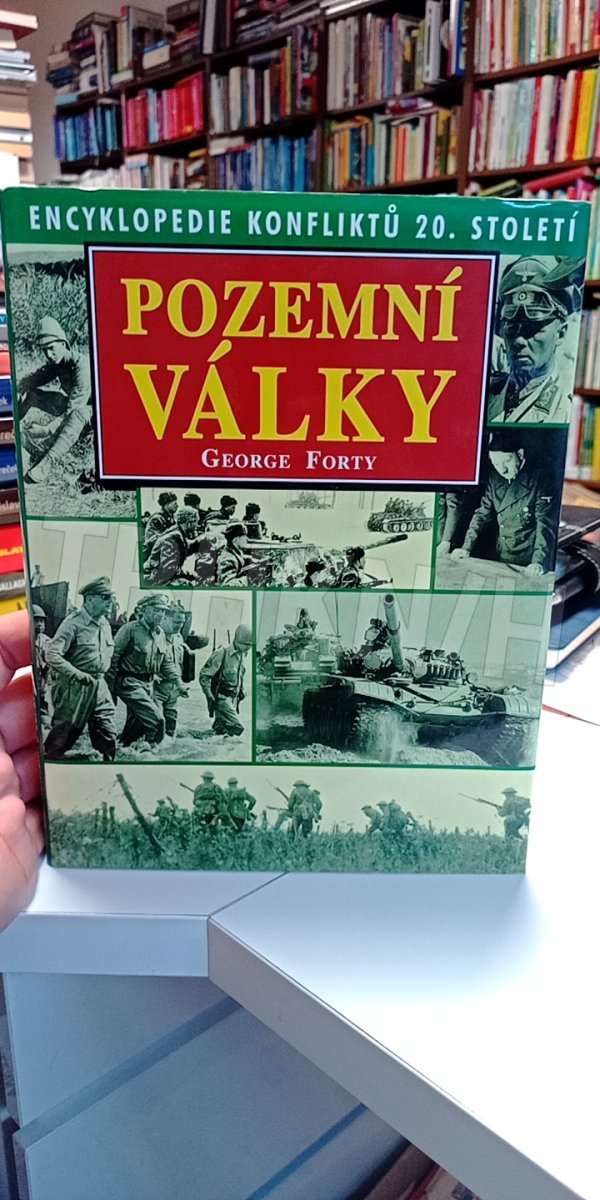 ENCYKLOPEDIE KONFLIKTŮ 20. STOLETÍ
POZEMNÍ
VÁLKY
GEORGE FORTY